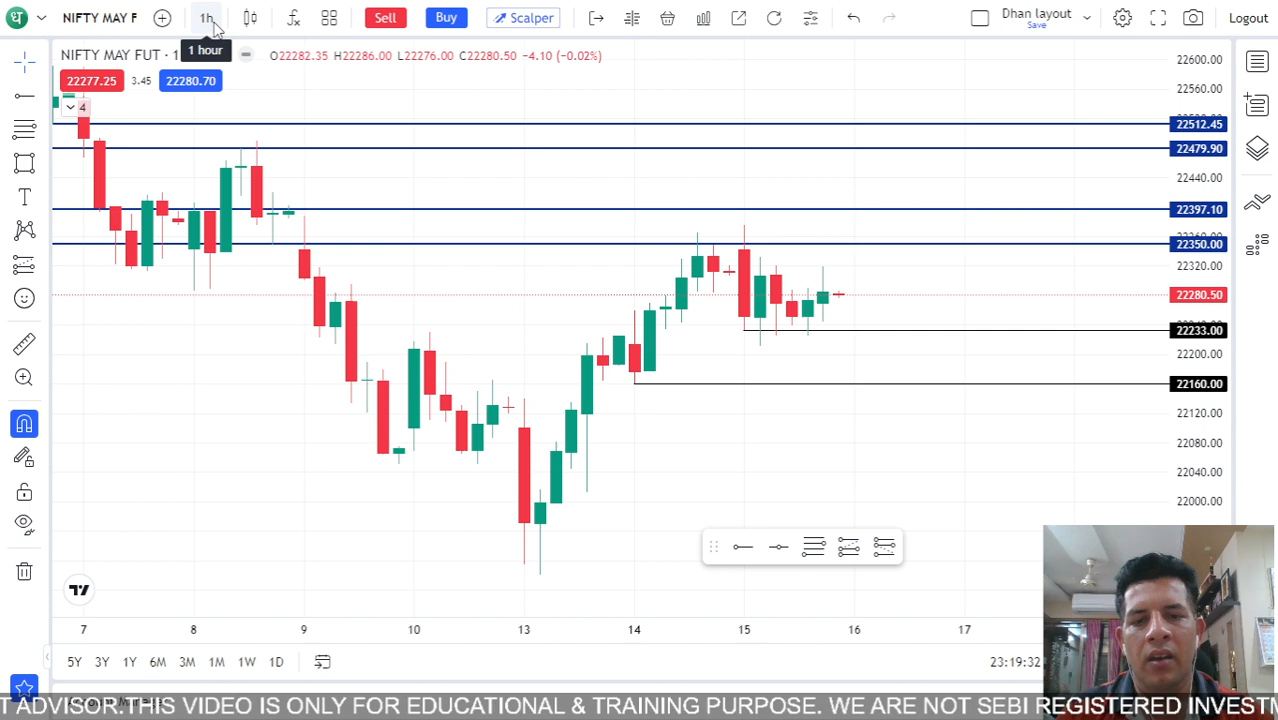 ध NIFTY MAY F 1h Sell Buy Scalper Dhan layout Logout
Save
1 hour
NIFTY MAY FUT · 1 O22282.35 H22286.00 L22276.00 C22280.50 −4.10 (−0.02%)
22277.25 3.45 22280.70
4
22600.00
22560.00
22512.45
22479.90
22440.00
22397.10
22350.00
22320.00
22280.50
22233.00
22200.00
22160.00
22120.00
22080.00
22040.00
22000.00
7 8 9 10 13 14 15 16 17
5Y 3Y 1Y 6M 3M 1M 1W 1D 23:19:32
T ADVISOR.THIS VIDEO IS ONLY FOR EDUCATIONAL & TRAINING PURPOSE. WE ARE NOT SEBI REGISTERED INVEST